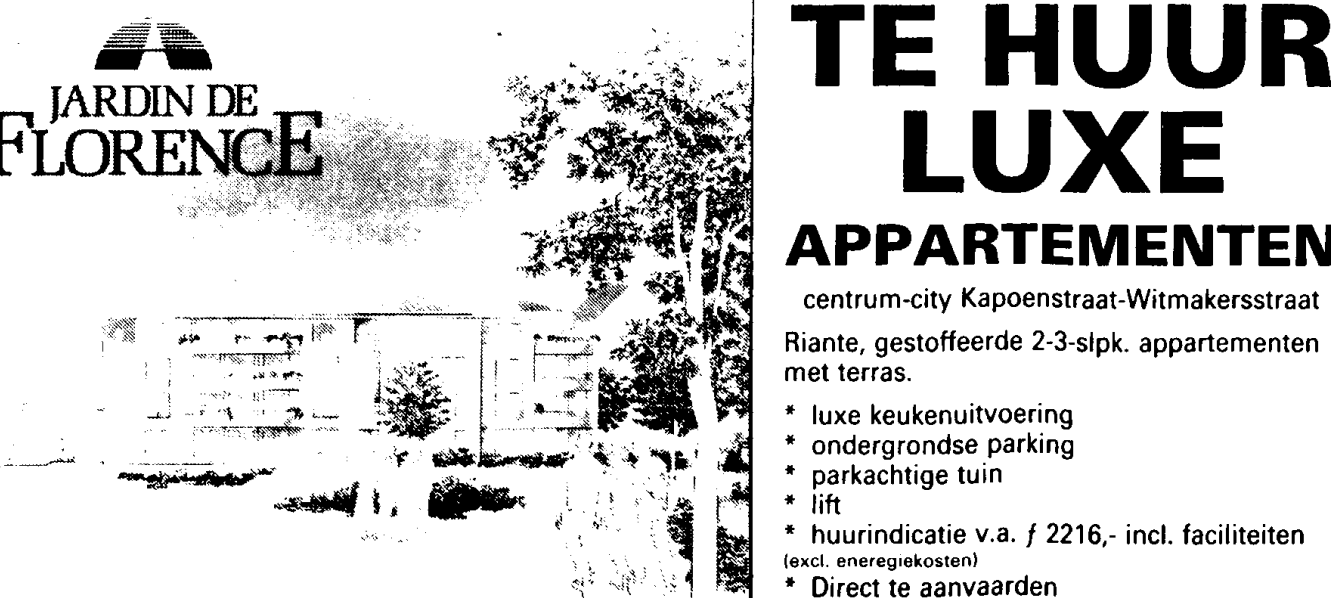 JARDIN DE
FLORENCE
TE HUUR
LUXE
APPARTEMENTEN
centrum-city Kapoenstraat-Witmakersstraat
Riante, gestoffeerde 2-3-slpk. appartementen
met terras.
* luxe keukenuitvoering
* ondergrondse parking
* parkachtige tuin
* lift
* huurindicatie v.a. ƒ 2216,- incl. faciliteiten
(excl. eneregiekosten)
* Direct te aanvaarden